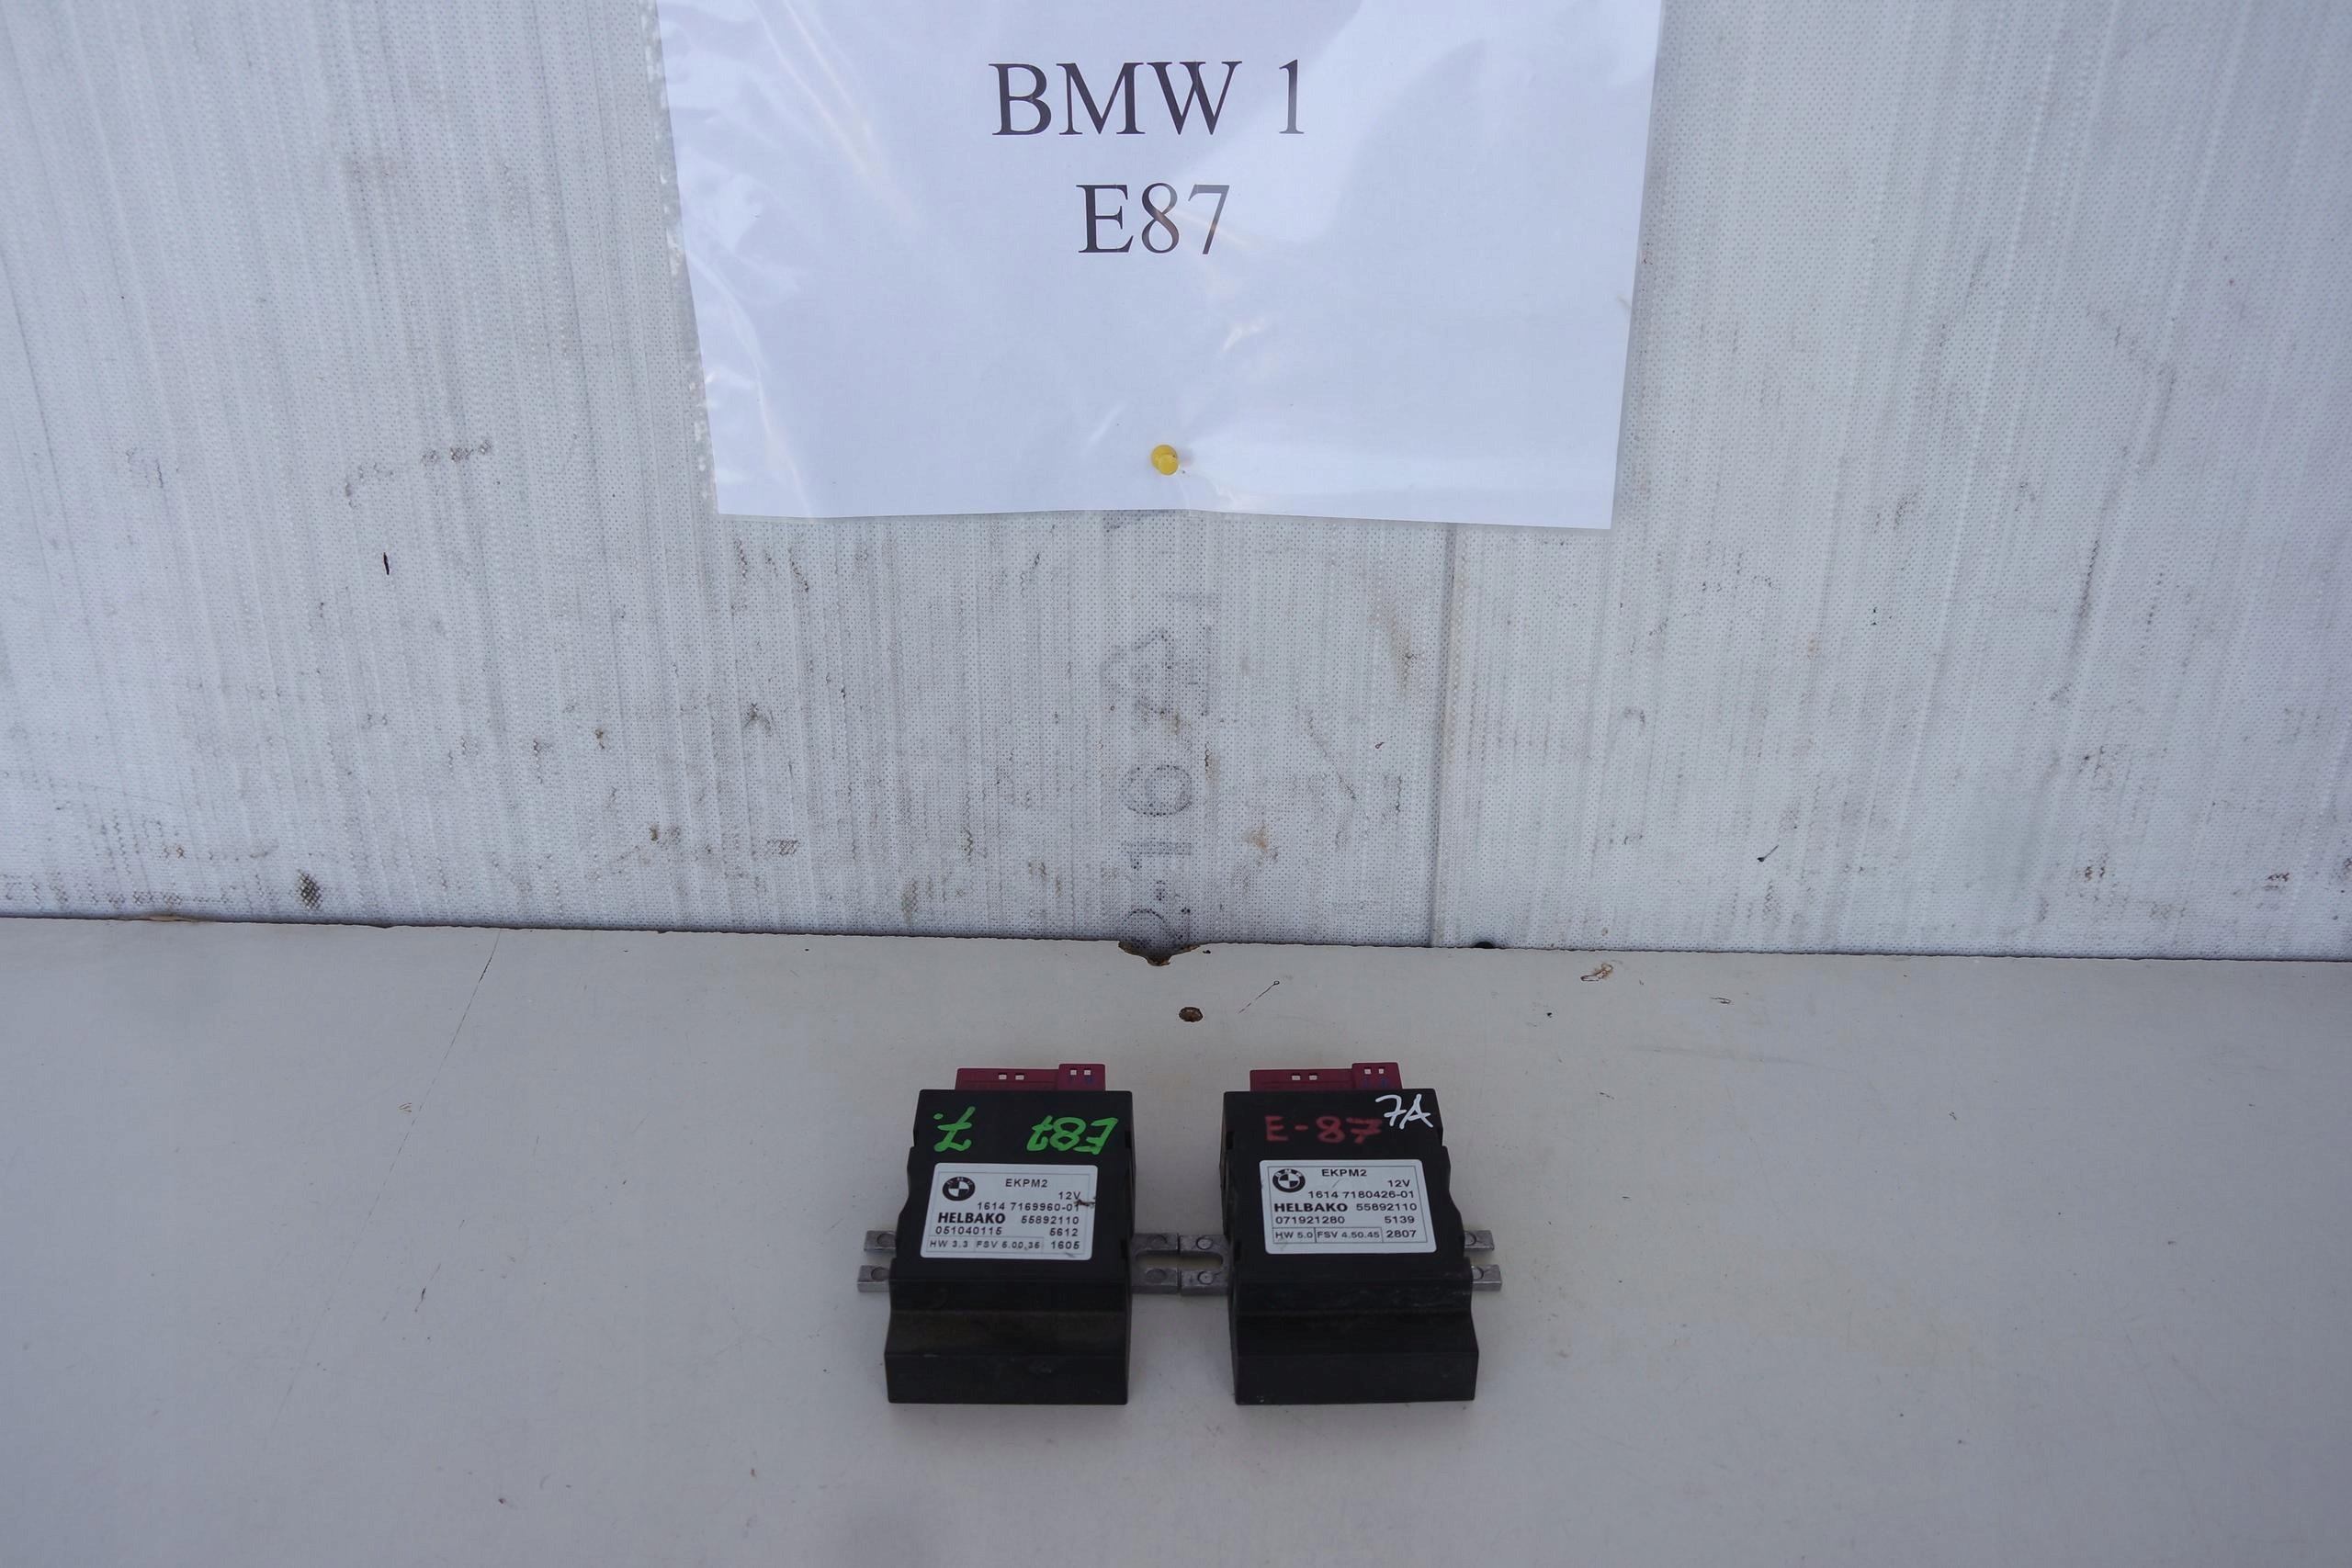 BMW 1
E87
7.
E87
EKPM2
12V
1614 7169960-01
HELBAKO 55892110
051040115 5612
HW 3.3 FSV 5.00.35 1605
E-87 7A
EKPM2
12V
1614 7180426-01
HELBAKO 55892110
071921280 5139
HW 5.0 FSV 4.50.45 2807